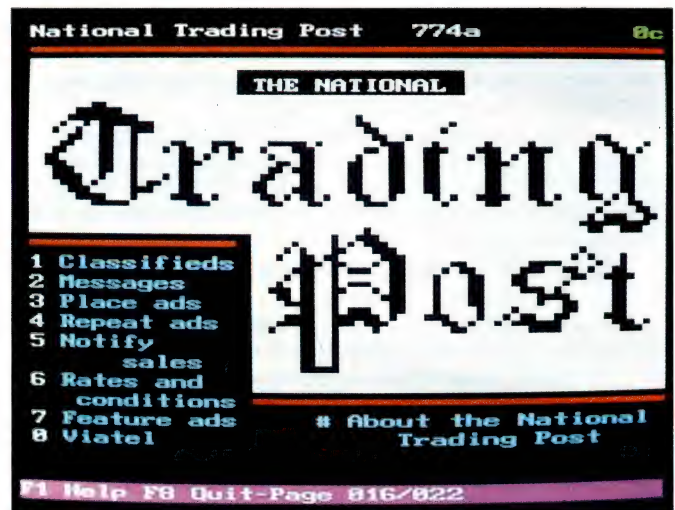 National Trading Post 774a 0c
THE NATIONAL
Trading
Post
1 Classifieds
2 Messages
3 Place ads
4 Repeat ads
5 Notify
sales
6 Rates and
conditions
7 Feature ads
0 Viatel
# About the National
Trading Post
F1 Help F8 Quit-Page 016/022